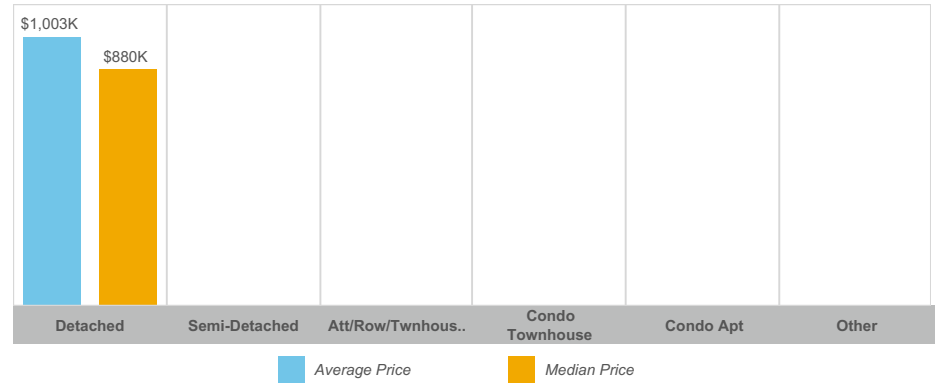 $1,003K
$880K
Detached
Semi-Detached
Att/Row/Twnhous..
Condo
Townhouse
Condo Apt
Other
Average Price
Median Price